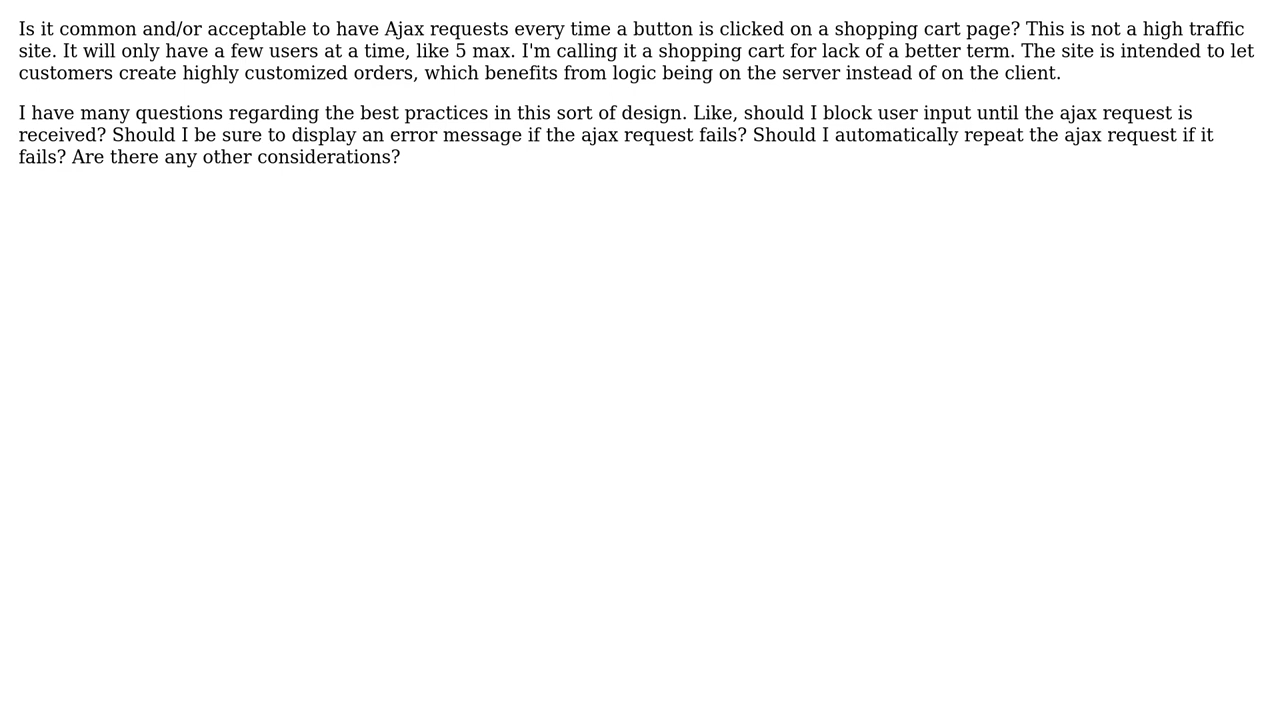 Is it common and/or acceptable to have Ajax requests every time a button is clicked on a shopping cart page? This is not a high traffic
site. It will only have a few users at a time, like 5 max. I'm calling it a shopping cart for lack of a better term. The site is intended to let
customers create highly customized orders, which benefits from logic being on the server instead of on the client.
I have many questions regarding the best practices in this sort of design. Like, should I block user input until the ajax request is
received? Should I be sure to display an error message if the ajax request fails? Should I automatically repeat the ajax request if it
fails? Are there any other considerations?